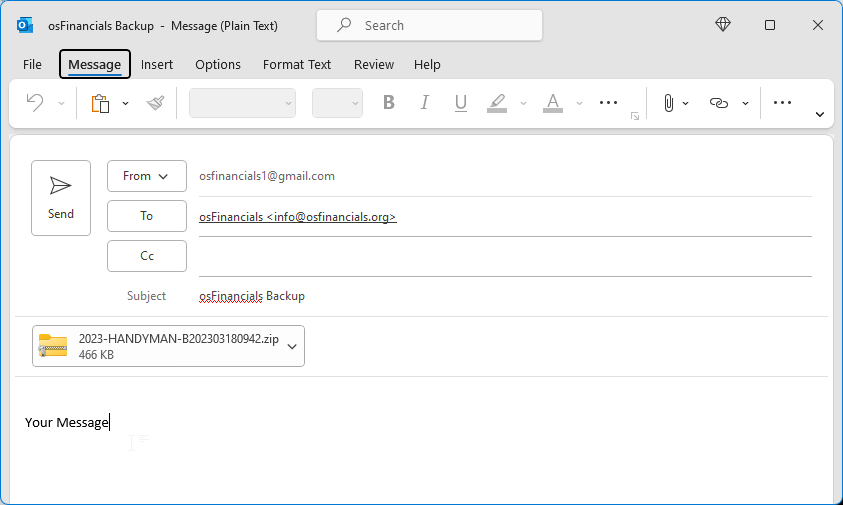 osFinancials Backup - Message (Plain Text)
Search
File Message Insert Options Format Text Review Help
B I U A
Send
From
osfinancials1@gmail.com
To
osFinancials <info@osfinancials.org>
Cc
Subject
osFinancials Backup
2023-HANDYMAN-B202303180942.zip
466 KB
Your Message